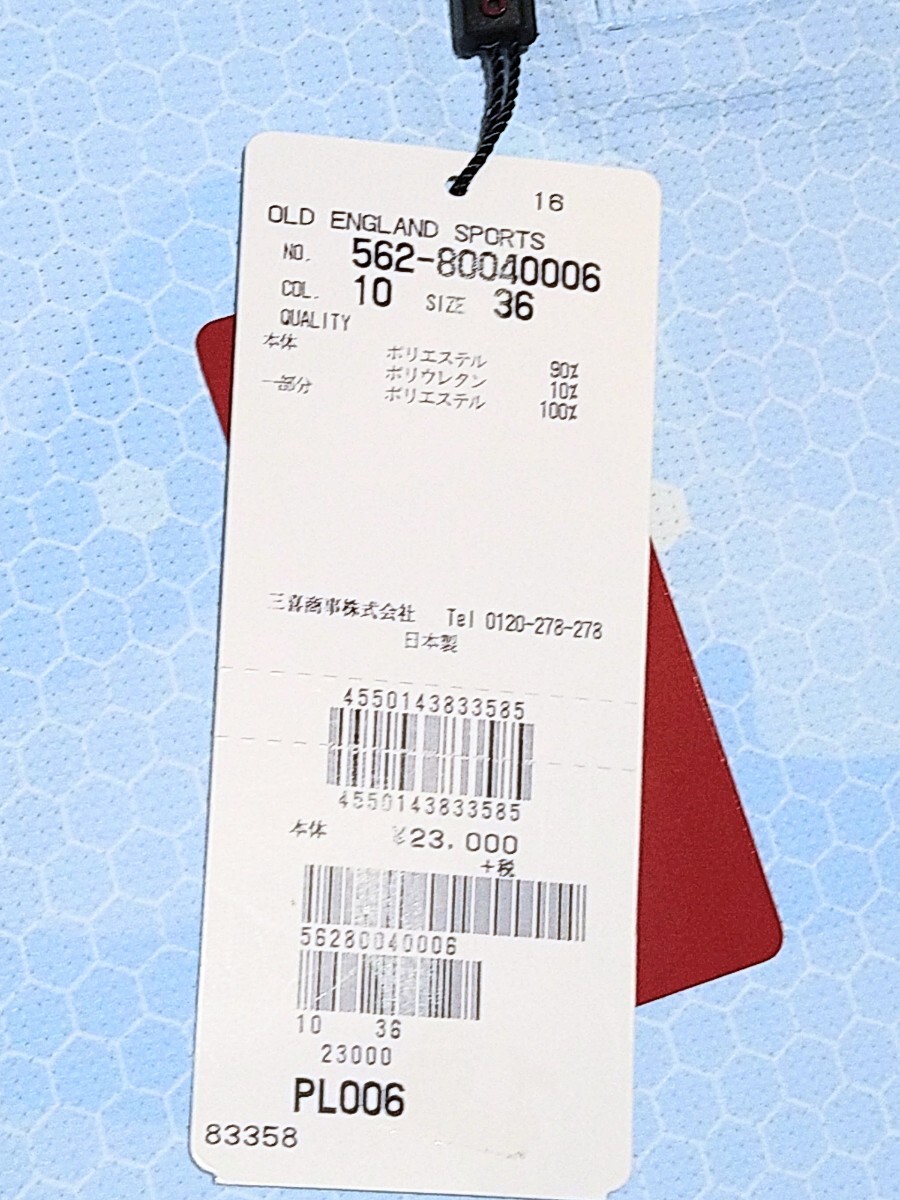 16
OLD ENGLAND SPORTS
NO. 562-80040006
COL. 10 SIZE 36
QUALITY
本体 ポリエステル 90%
ポリウレタン 10%
一部分 ポリエステル 100%
三喜商事株式会社 Tel 0120-278-278
日本製
4550143833585
4550143833585
本体 ¥23,000
+税
56280040006
10 36
23000
PL006
83358